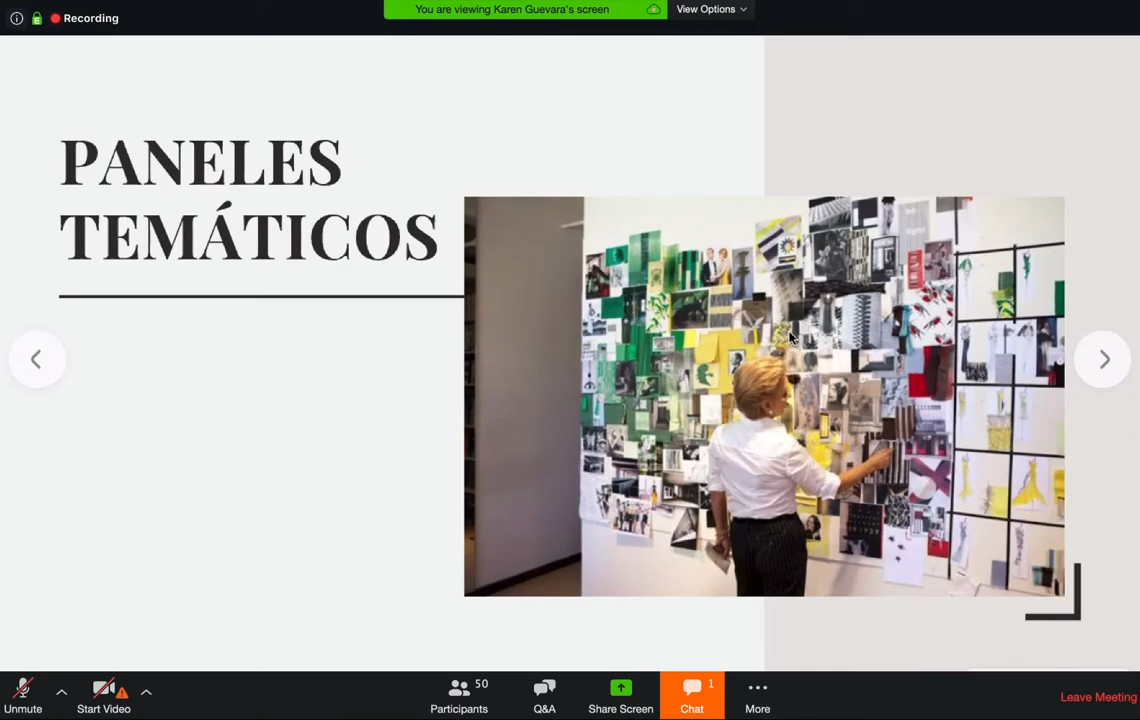 Recording
You are viewing Karen Guevara's screen
View Options
PANELES
TEMÁTICOS
Unmute
Start Video
Participants
50
Q&A
Share Screen
Chat
1
More
Leave Meeting